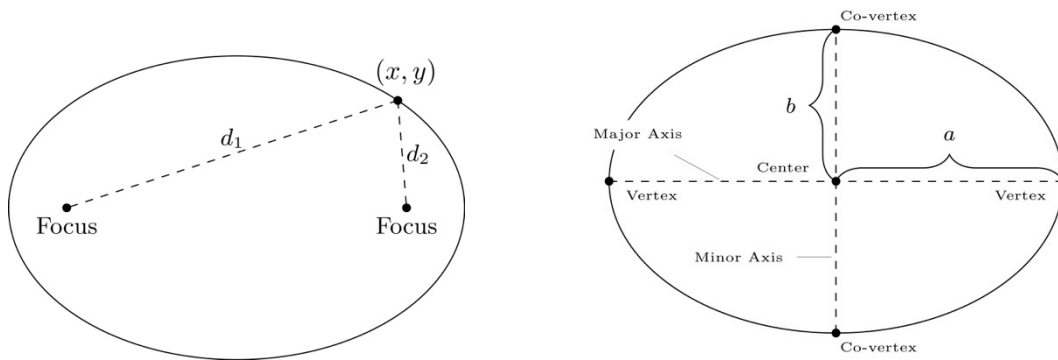 (x, y)
d₁
d₂
Focus
Focus
Co-vertex
b
Major Axis
a
Center
Vertex
Vertex
Minor Axis
Co-vertex